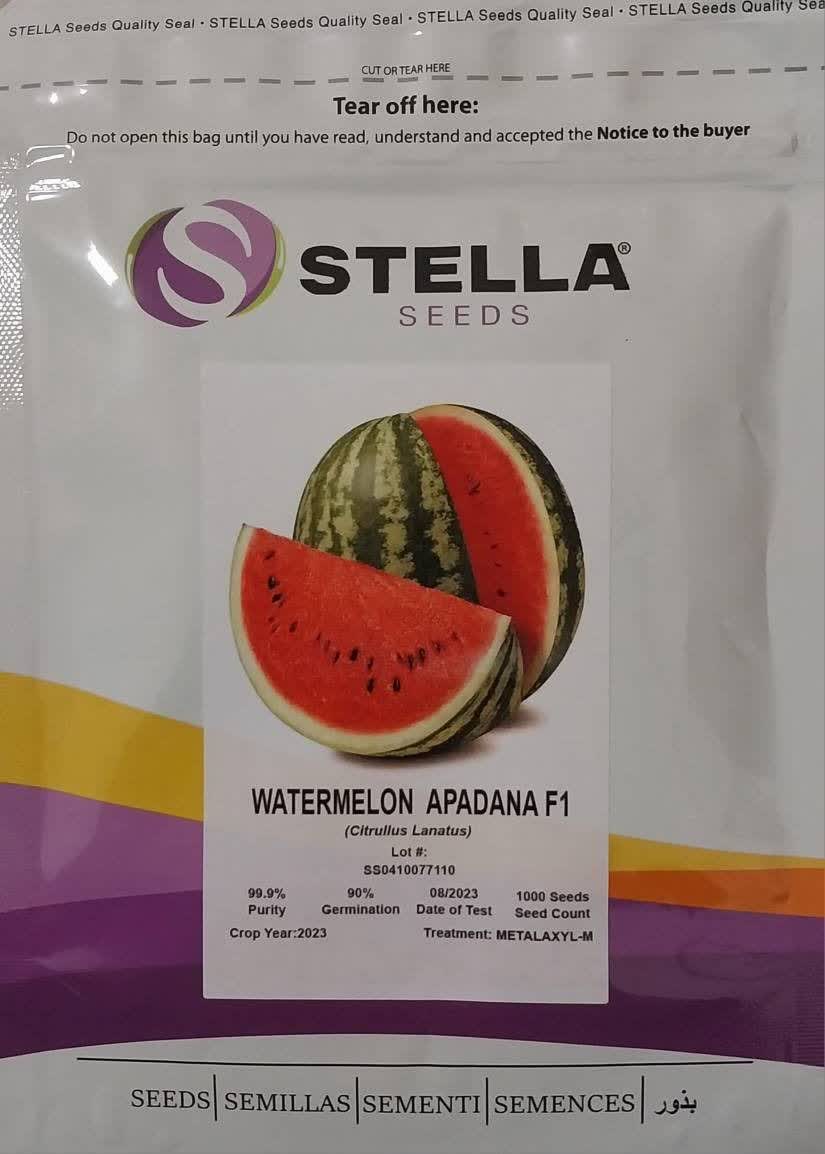 STELLA Seeds Quality Seal • STELLA Seeds Quality Seal • STELLA Seeds Quality Seal • STELLA Seeds Quality Sea
CUT OR TEAR HERE
Tear off here:
Do not open this bag until you have read, understand and accepted the Notice to the buyer
STELLA®
SEEDS
WATERMELON APADANA F1
(Citrullus Lanatus)
Lot #:
SS0410077110
99.9% 90% 08/2023 1000 Seeds
Purity Germination Date of Test Seed Count
Crop Year:2023 Treatment: METALAXYL-M
SEEDS | SEMILLAS | SEMENTI | SEMENCES | بذور